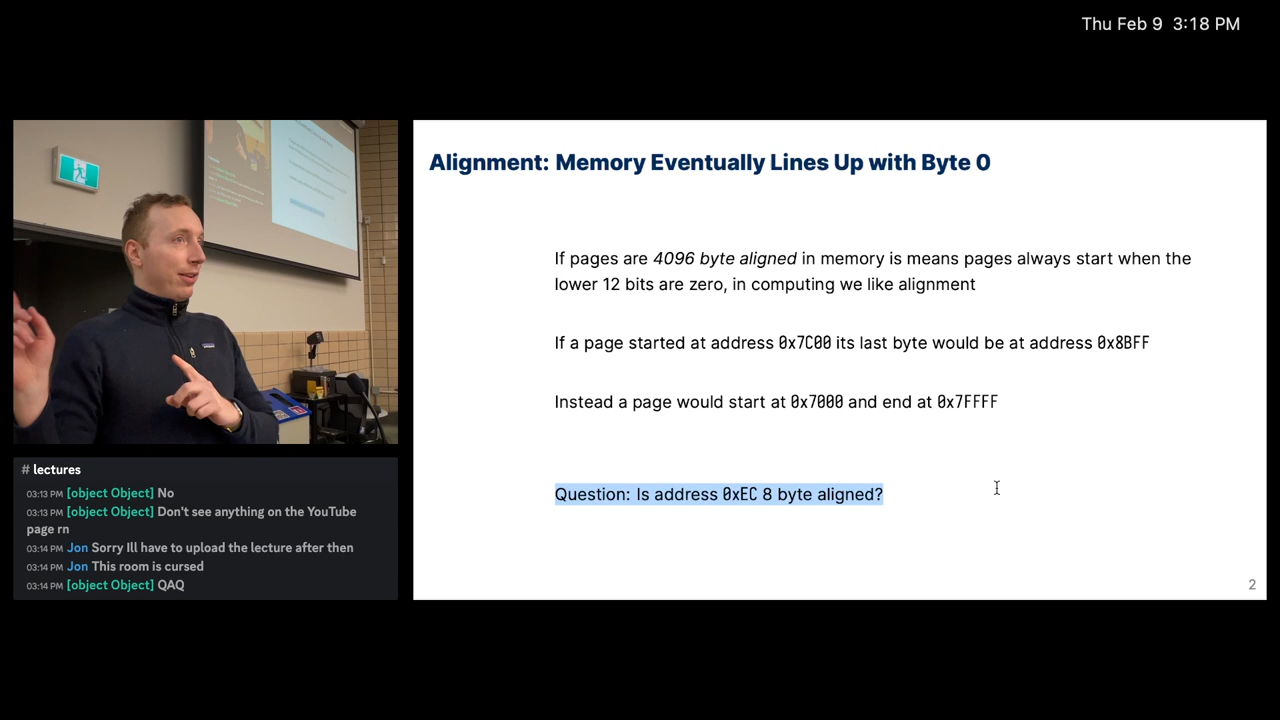 Thu Feb 9 3:18 PM
Alignment: Memory Eventually Lines Up with Byte 0
If pages are 4096 byte aligned in memory is means pages always start when the
lower 12 bits are zero, in computing we like alignment
If a page started at address 0x7C00 its last byte would be at address 0x8BFF
Instead a page would start at 0x7000 and end at 0x7FFFF
Question: Is address 0xEC 8 byte aligned?
2
# lectures
03:13 PM [object Object] No
03:13 PM [object Object] Don't see anything on the YouTube
page rn
03:14 PM Jon Sorry Ill have to upload the lecture after then
03:14 PM Jon This room is cursed
03:14 PM [object Object] QAQ